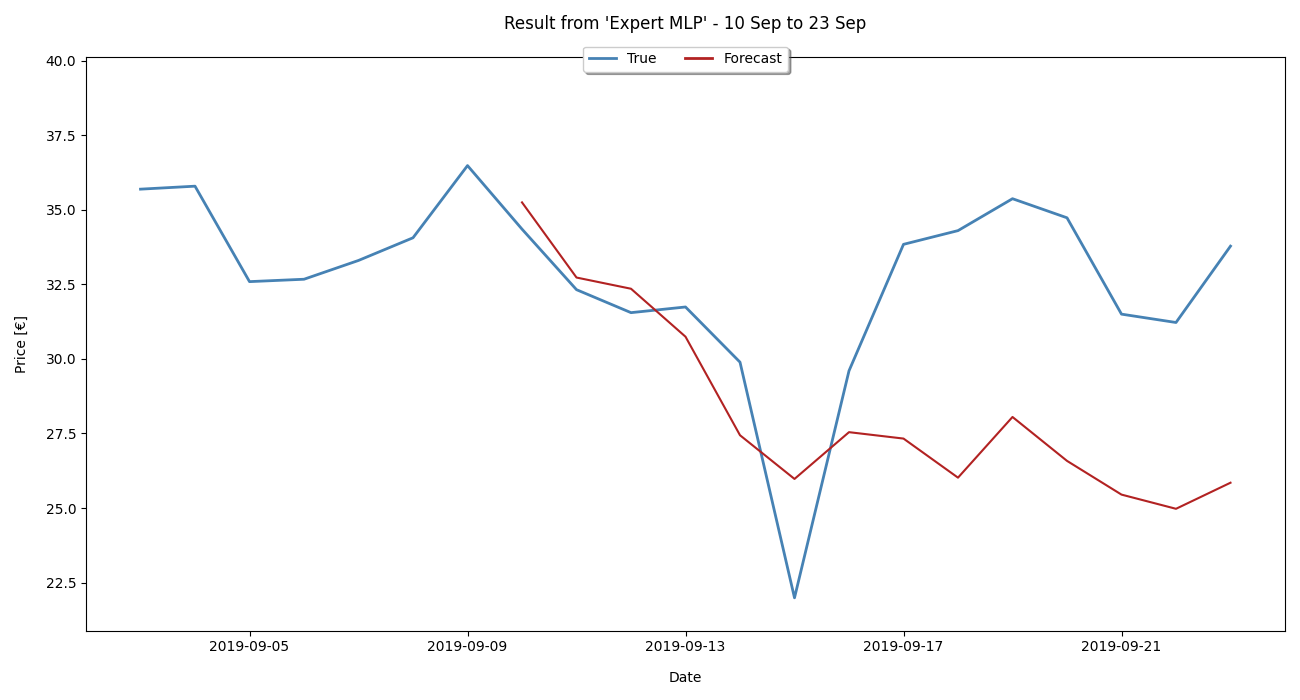 Result from 'Expert MLP' - 10 Sep to 23 Sep
True Forecast
40.0
37.5
35.0
32.5
30.0
27.5
25.0
22.5
Price [€]
2019-09-05 2019-09-09 2019-09-13 2019-09-17 2019-09-21
Date